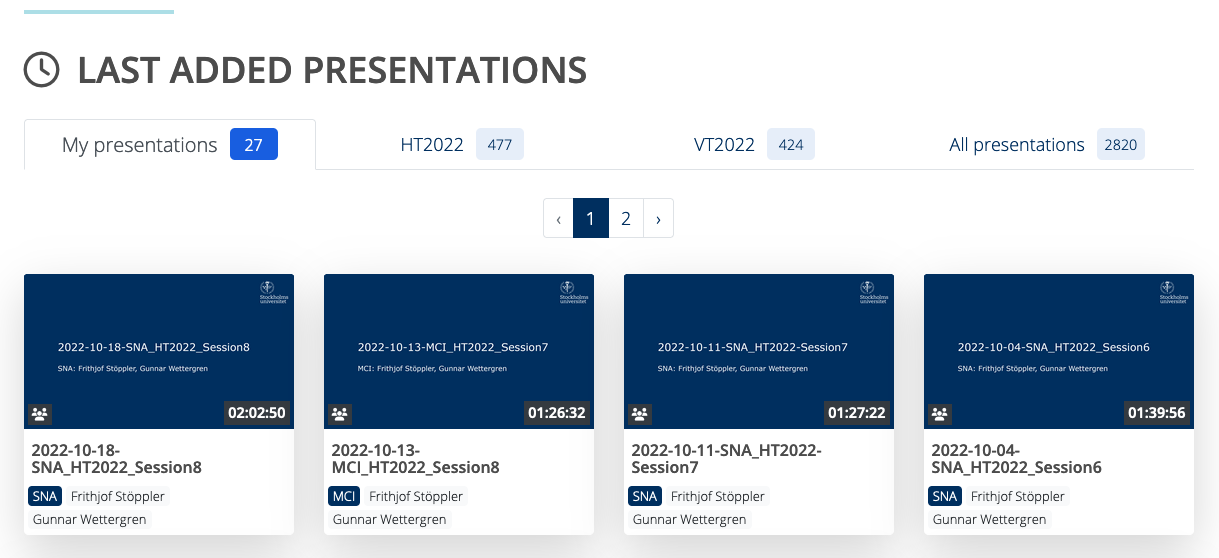 LAST ADDED PRESENTATIONS
My presentations 27
HT2022 477
VT2022 424
All presentations 2820
‹ 1 2 ›
Stockholms
universitet
2022-10-18-SNA_HT2022_Session8
SNA: Frithjof Stöppler, Gunnar Wettergren
02:02:50
2022-10-18-
SNA_HT2022_Session8
SNA Frithjof Stöppler
Gunnar Wettergren
Stockholms
universitet
2022-10-13-MCI_HT2022_Session7
MCI: Frithjof Stöppler, Gunnar Wettergren
01:26:32
2022-10-13-
MCI_HT2022_Session8
MCI Frithjof Stöppler
Gunnar Wettergren
Stockholms
universitet
2022-10-11-SNA_HT2022-Session7
SNA: Frithjof Stöppler, Gunnar Wettergren
01:27:22
2022-10-11-SNA_HT2022-
Session7
SNA Frithjof Stöppler
Gunnar Wettergren
Stockholms
universitet
2022-10-04-SNA_HT2022_Session6
SNA: Frithjof Stöppler, Gunnar Wettergren
01:39:56
2022-10-04-
SNA_HT2022_Session6
SNA Frithjof Stöppler
Gunnar Wettergren